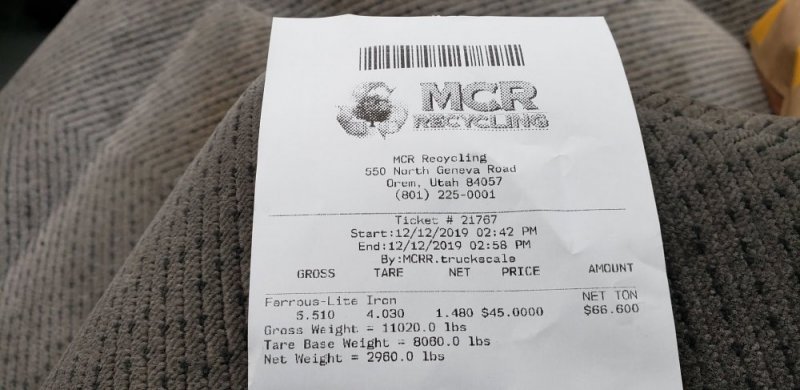 MCR
RECYCLING
MCR Recycling
550 North Geneva Road
Orem, Utah 84057
(801) 225-0001
Ticket # 21767
Start:12/12/2019 02:42 PM
End:12/12/2019 02:58 PM
By:MCRR.truckscale
GROSS TARE NET PRICE AMOUNT
Ferrous-Lite Iron NET TON
5.510 4.030 1.480 $45.0000 $66.600
Gross Weight = 11020.0 lbs
Tare Base Weight = 8060.0 lbs
Net Weight = 2960.0 lbs